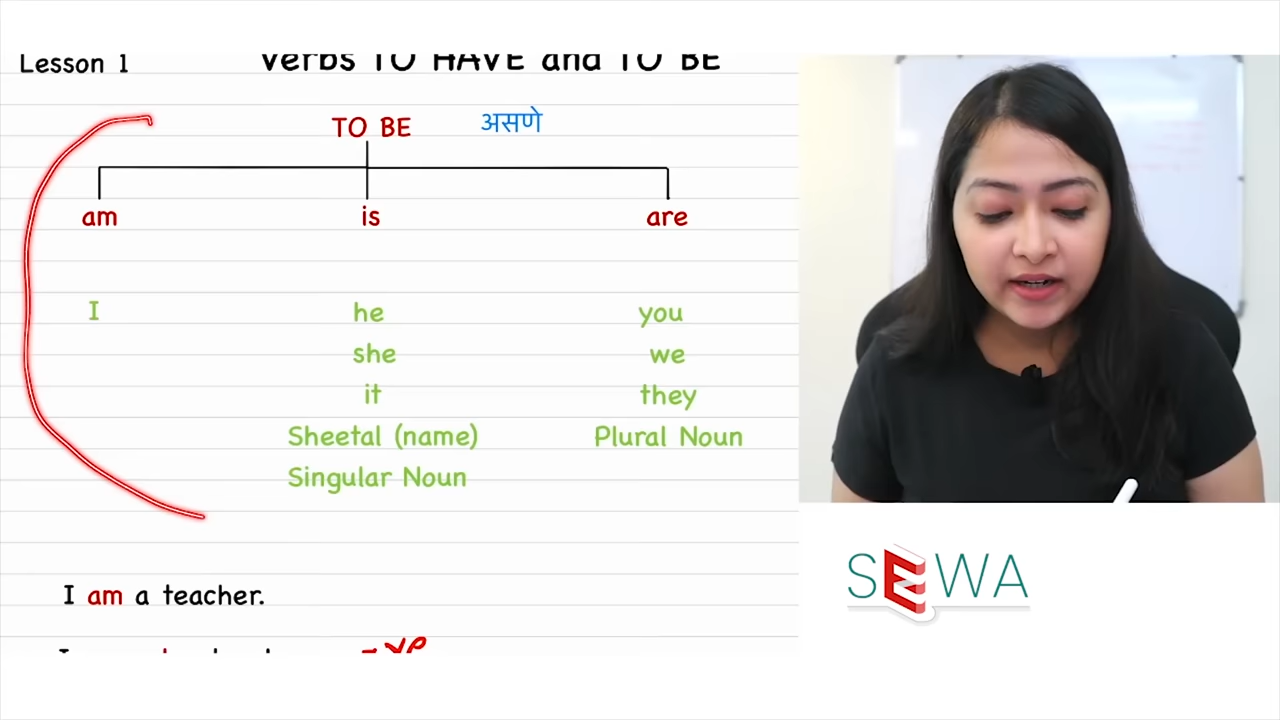 Lesson 1 Verbs TO HAVE and TO BE
TO BE असणे
am is are
I he you
she we
it they
Sheetal (name) Plural Noun
Singular Noun
I am a teacher.
SEWA